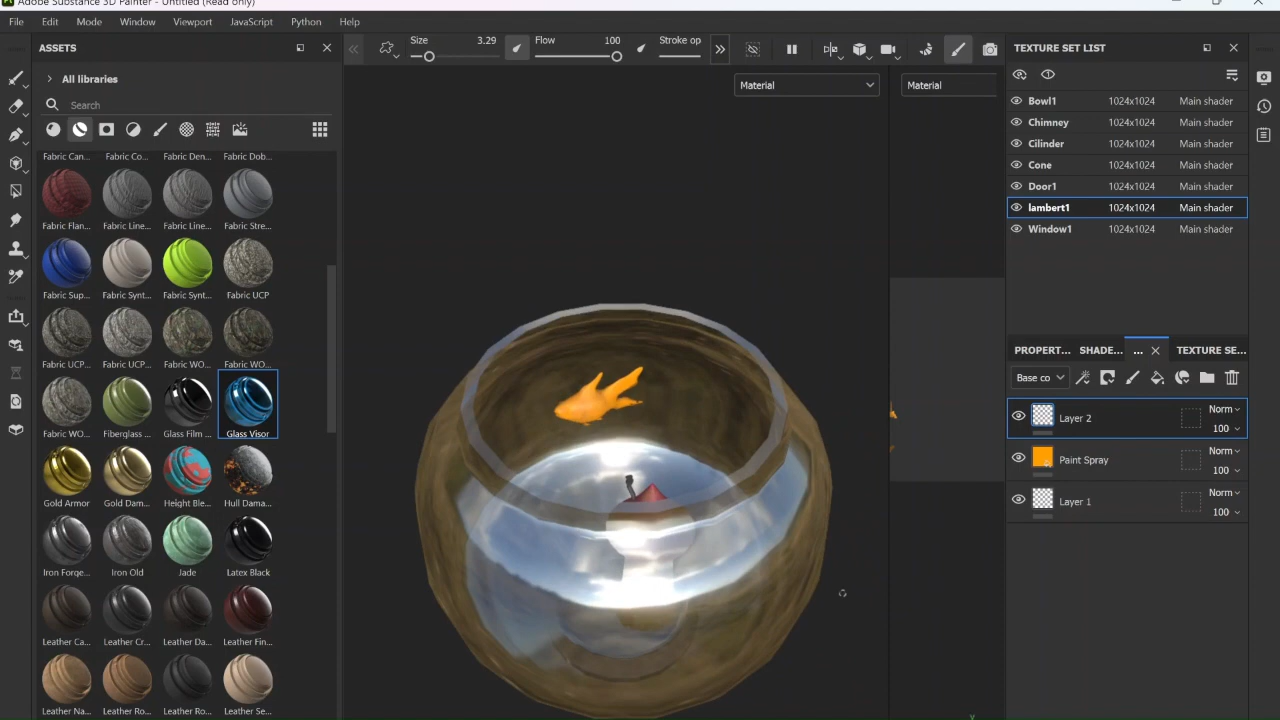 Adobe Substance 3D Painter - Untitled (Read only)
File Edit Mode Window Viewport JavaScript Python Help
ASSETS
Size 3.29 Flow 100 Stroke op
TEXTURE SET LIST
All libraries
Search
Material
Material
Bowl1 1024x1024 Main shader
Chimney 1024x1024 Main shader
Cilinder 1024x1024 Main shader
Cone 1024x1024 Main shader
Door1 1024x1024 Main shader
lambert1 1024x1024 Main shader
Window1 1024x1024 Main shader
Fabric Can... Fabric Co... Fabric Den... Fabric Dob...
Fabric Flan... Fabric Line... Fabric Line... Fabric Stre...
Fabric Sup... Fabric Synt... Fabric Synt... Fabric UCP
Fabric UCP... Fabric UCP... Fabric WO... Fabric WO...
Fabric WO... Fiberglass ... Glass Film ... Glass Visor
Gold Armor Gold Dam... Height Ble... Hull Dama...
Iron Forge... Iron Old Jade Latex Black
Leather Ca... Leather Cr... Leather Da... Leather Fin...
Leather Na... Leather Ro... Leather Ro... Leather Se...
PROPERT... SHADE... ... TEXTURE SE...
Base co
Layer 2 Norm
100
Paint Spray Norm
100
Layer 1 Norm
100